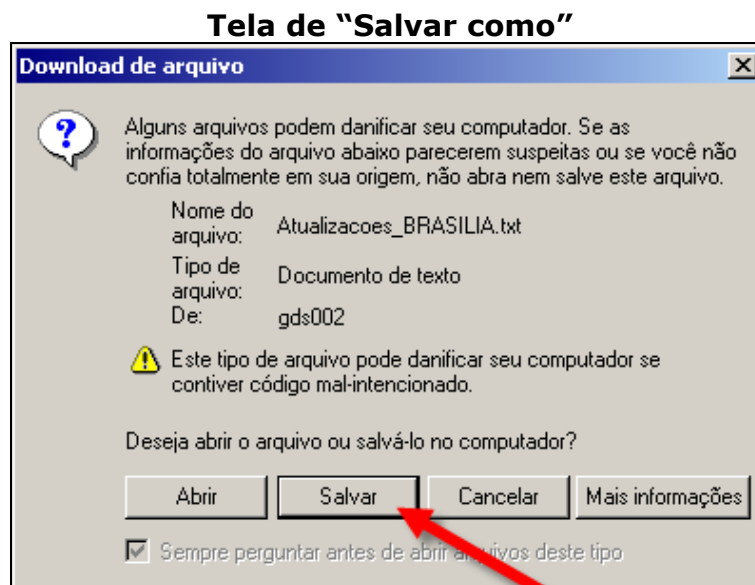 Tela de “Salvar como”
Download de arquivo
Alguns arquivos podem danificar seu computador. Se as
informações do arquivo abaixo parecerem suspeitas ou se você não
confia totalmente em sua origem, não abra nem salve este arquivo.
Nome do
arquivo:
Atualizacoes_BRASILIA.txt
Tipo de
arquivo:
Documento de texto
De:
gds002
Este tipo de arquivo pode danificar seu computador se
contiver código mal-intencionado.
Deseja abrir o arquivo ou salvá-lo no computador?
Abrir
Salvar
Cancelar
Mais informações
Sempre perguntar antes de abrir arquivos deste tipo